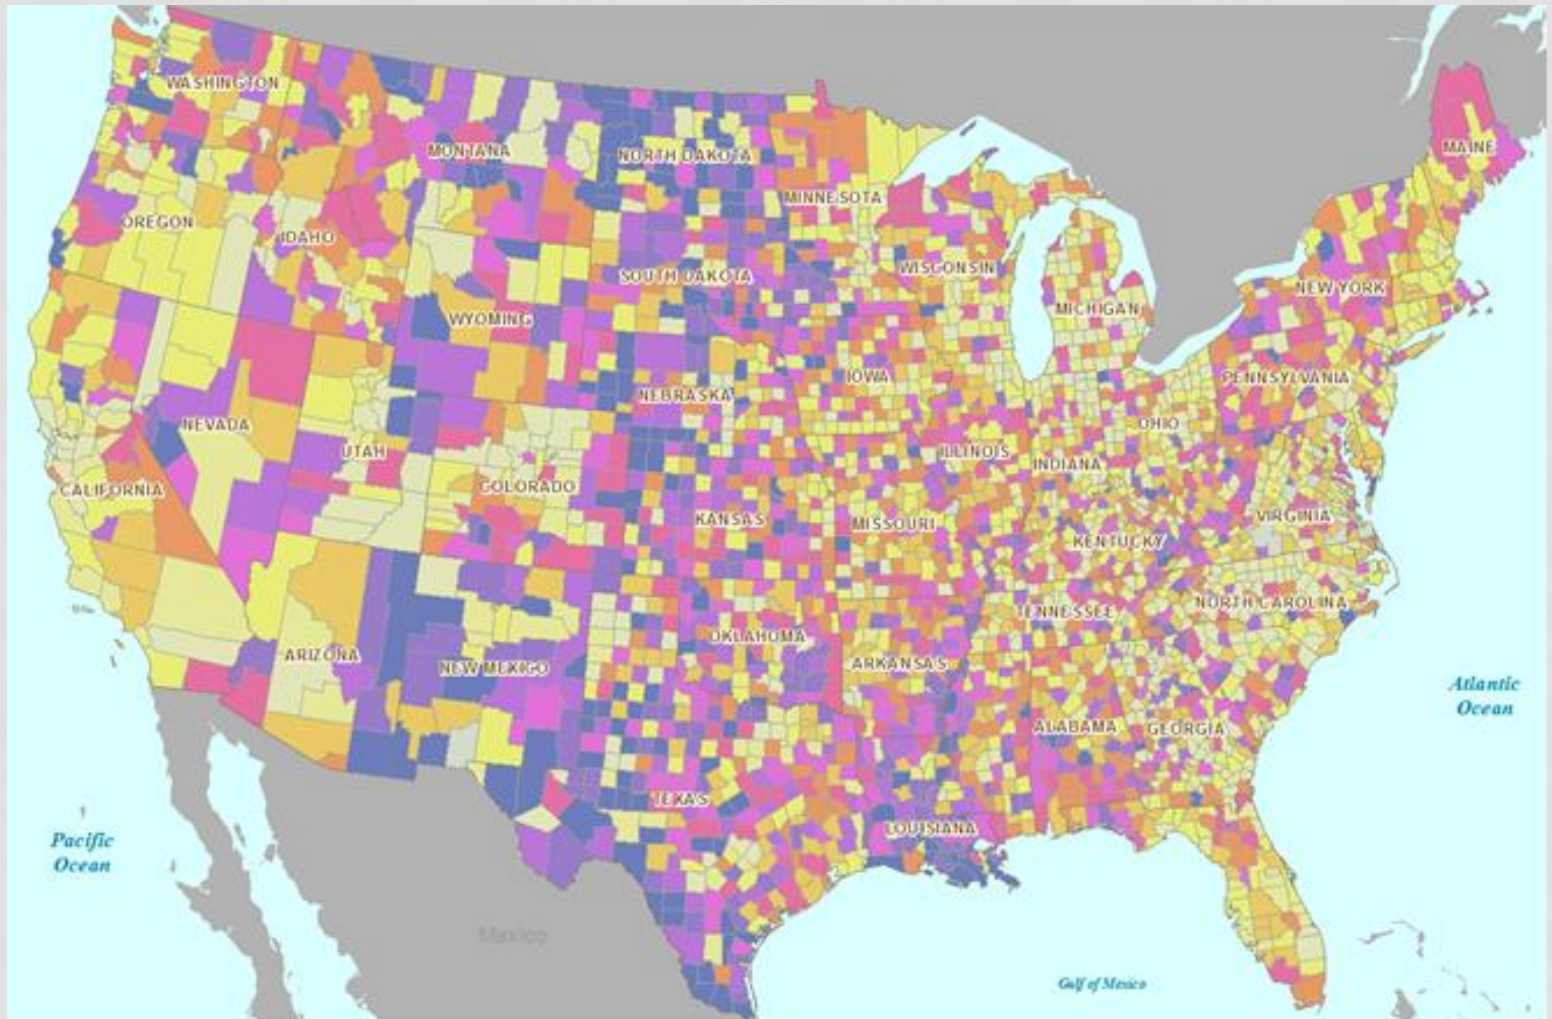 WASHINGTON
MAINE
MONTANA
NORTH DAKOTA
MINNESOTA
OREGON
IDAHO
WISCONSIN
SOUTH DAKOTA
NEW YORK
MICHIGAN
WYOMING
IOWA
PENNSYLVANIA
NEBRASKA
NEVADA
OHIO
UTAH
ILLINOIS
INDIANA
CALIFORNIA
COLORADO
VIRGINIA
KANSAS
MISSOURI
KENTUCKY
NORTH CAROLINA
TENNESSEE
OKLAHOMA
ARIZONA
NEW MEXICO
ARKANSAS
Atlantic
Ocean
ALABAMA
GEORGIA
TEXAS
LOUISIANA
Pacific
Ocean
Mexico
Gulf of Mexico